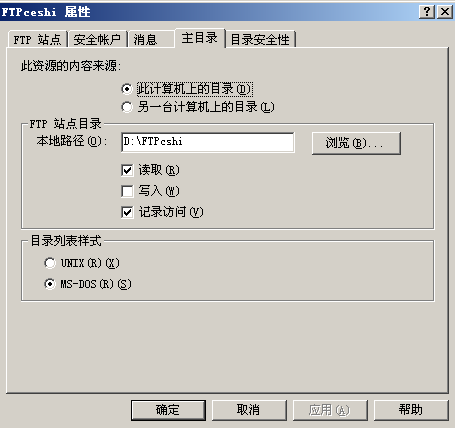 FTPceshi 属性
FTP 站点 安全帐户 消息 主目录 目录安全性
此资源的内容来源:
此计算机上的目录(D)
另一台计算机上的目录(L)
FTP 站点目录
本地路径(O): D:\FTPcshi 浏览(B)...
读取(R)
写入(W)
记录访问(V)
目录列表样式
UNIX(R)(X)
MS-DOS(R)(S)
确定 取消 应用(A) 帮助